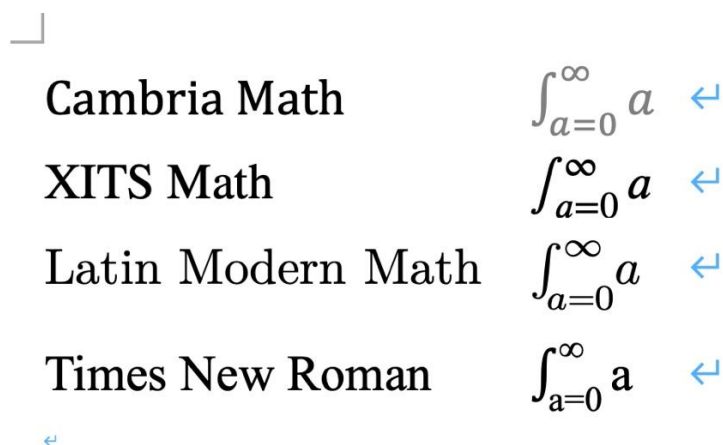 Cambria Math ∫_{a=0}^{∞} a ↵
XITS Math ∫_{a=0}^{∞} a ↵
Latin Modern Math ∫_{a=0}^{∞} a ↵
Times New Roman ∫_{a=0}^{∞} a ↵
↵